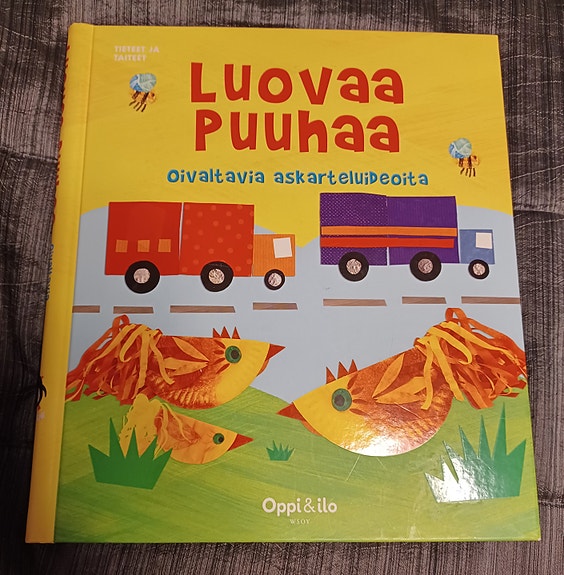 TIETEET JA
TAITEET
LUOVAA
PUUHAA
Oivaltavia askarteluideoita
Oppi&ilo
WSOY